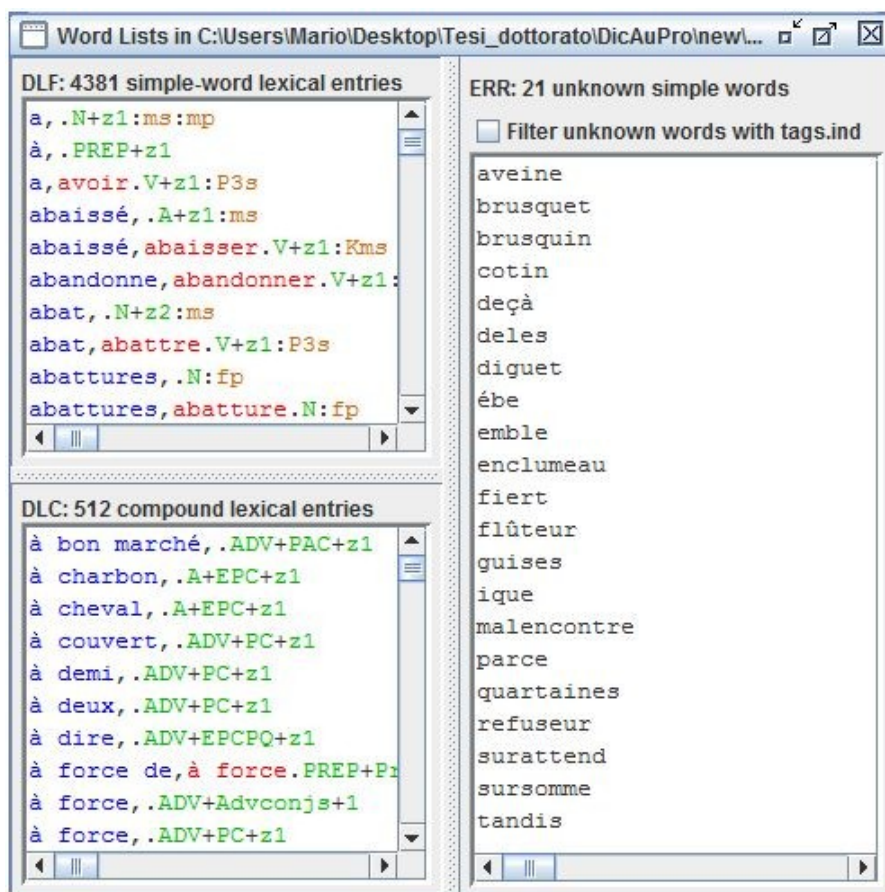 Word Lists in C:\Users\Mario\Desktop\Tesi_dottorato\DicAuPro\new\...
DLF: 4381 simple-word lexical entries
a,.N+z1:ms:mp
à,.PREP+z1
a,avoir.V+z1:P3s
abaissé,.A+z1:ms
abaissé,abaisser.V+z1:Kms
abandonne,abandonner.V+z1:
abat,.N+z2:ms
abat,abattre.V+z1:P3s
abattures,.N:fp
abattures,abatture.N:fp
DLC: 512 compound lexical entries
à bon marché,.ADV+PAC+z1
à charbon,.A+EPC+z1
à cheval,.A+EPC+z1
à couvert,.ADV+PC+z1
à demi,.ADV+PC+z1
à deux,.ADV+PC+z1
à dire,.ADV+EPCPQ+z1
à force de,à force.PREP+Pr
à force,.ADV+Advconjs+1
à force,.ADV+PC+z1
ERR: 21 unknown simple words
Filter unknown words with tags.ind
aveine
brusquet
brusquin
cotin
deçà
deles
diguet
ébe
emble
enclumeau
fiert
flûteur
guises
ique
malencontre
parce
quartaines
refuseur
surattend
sursomme
tandis